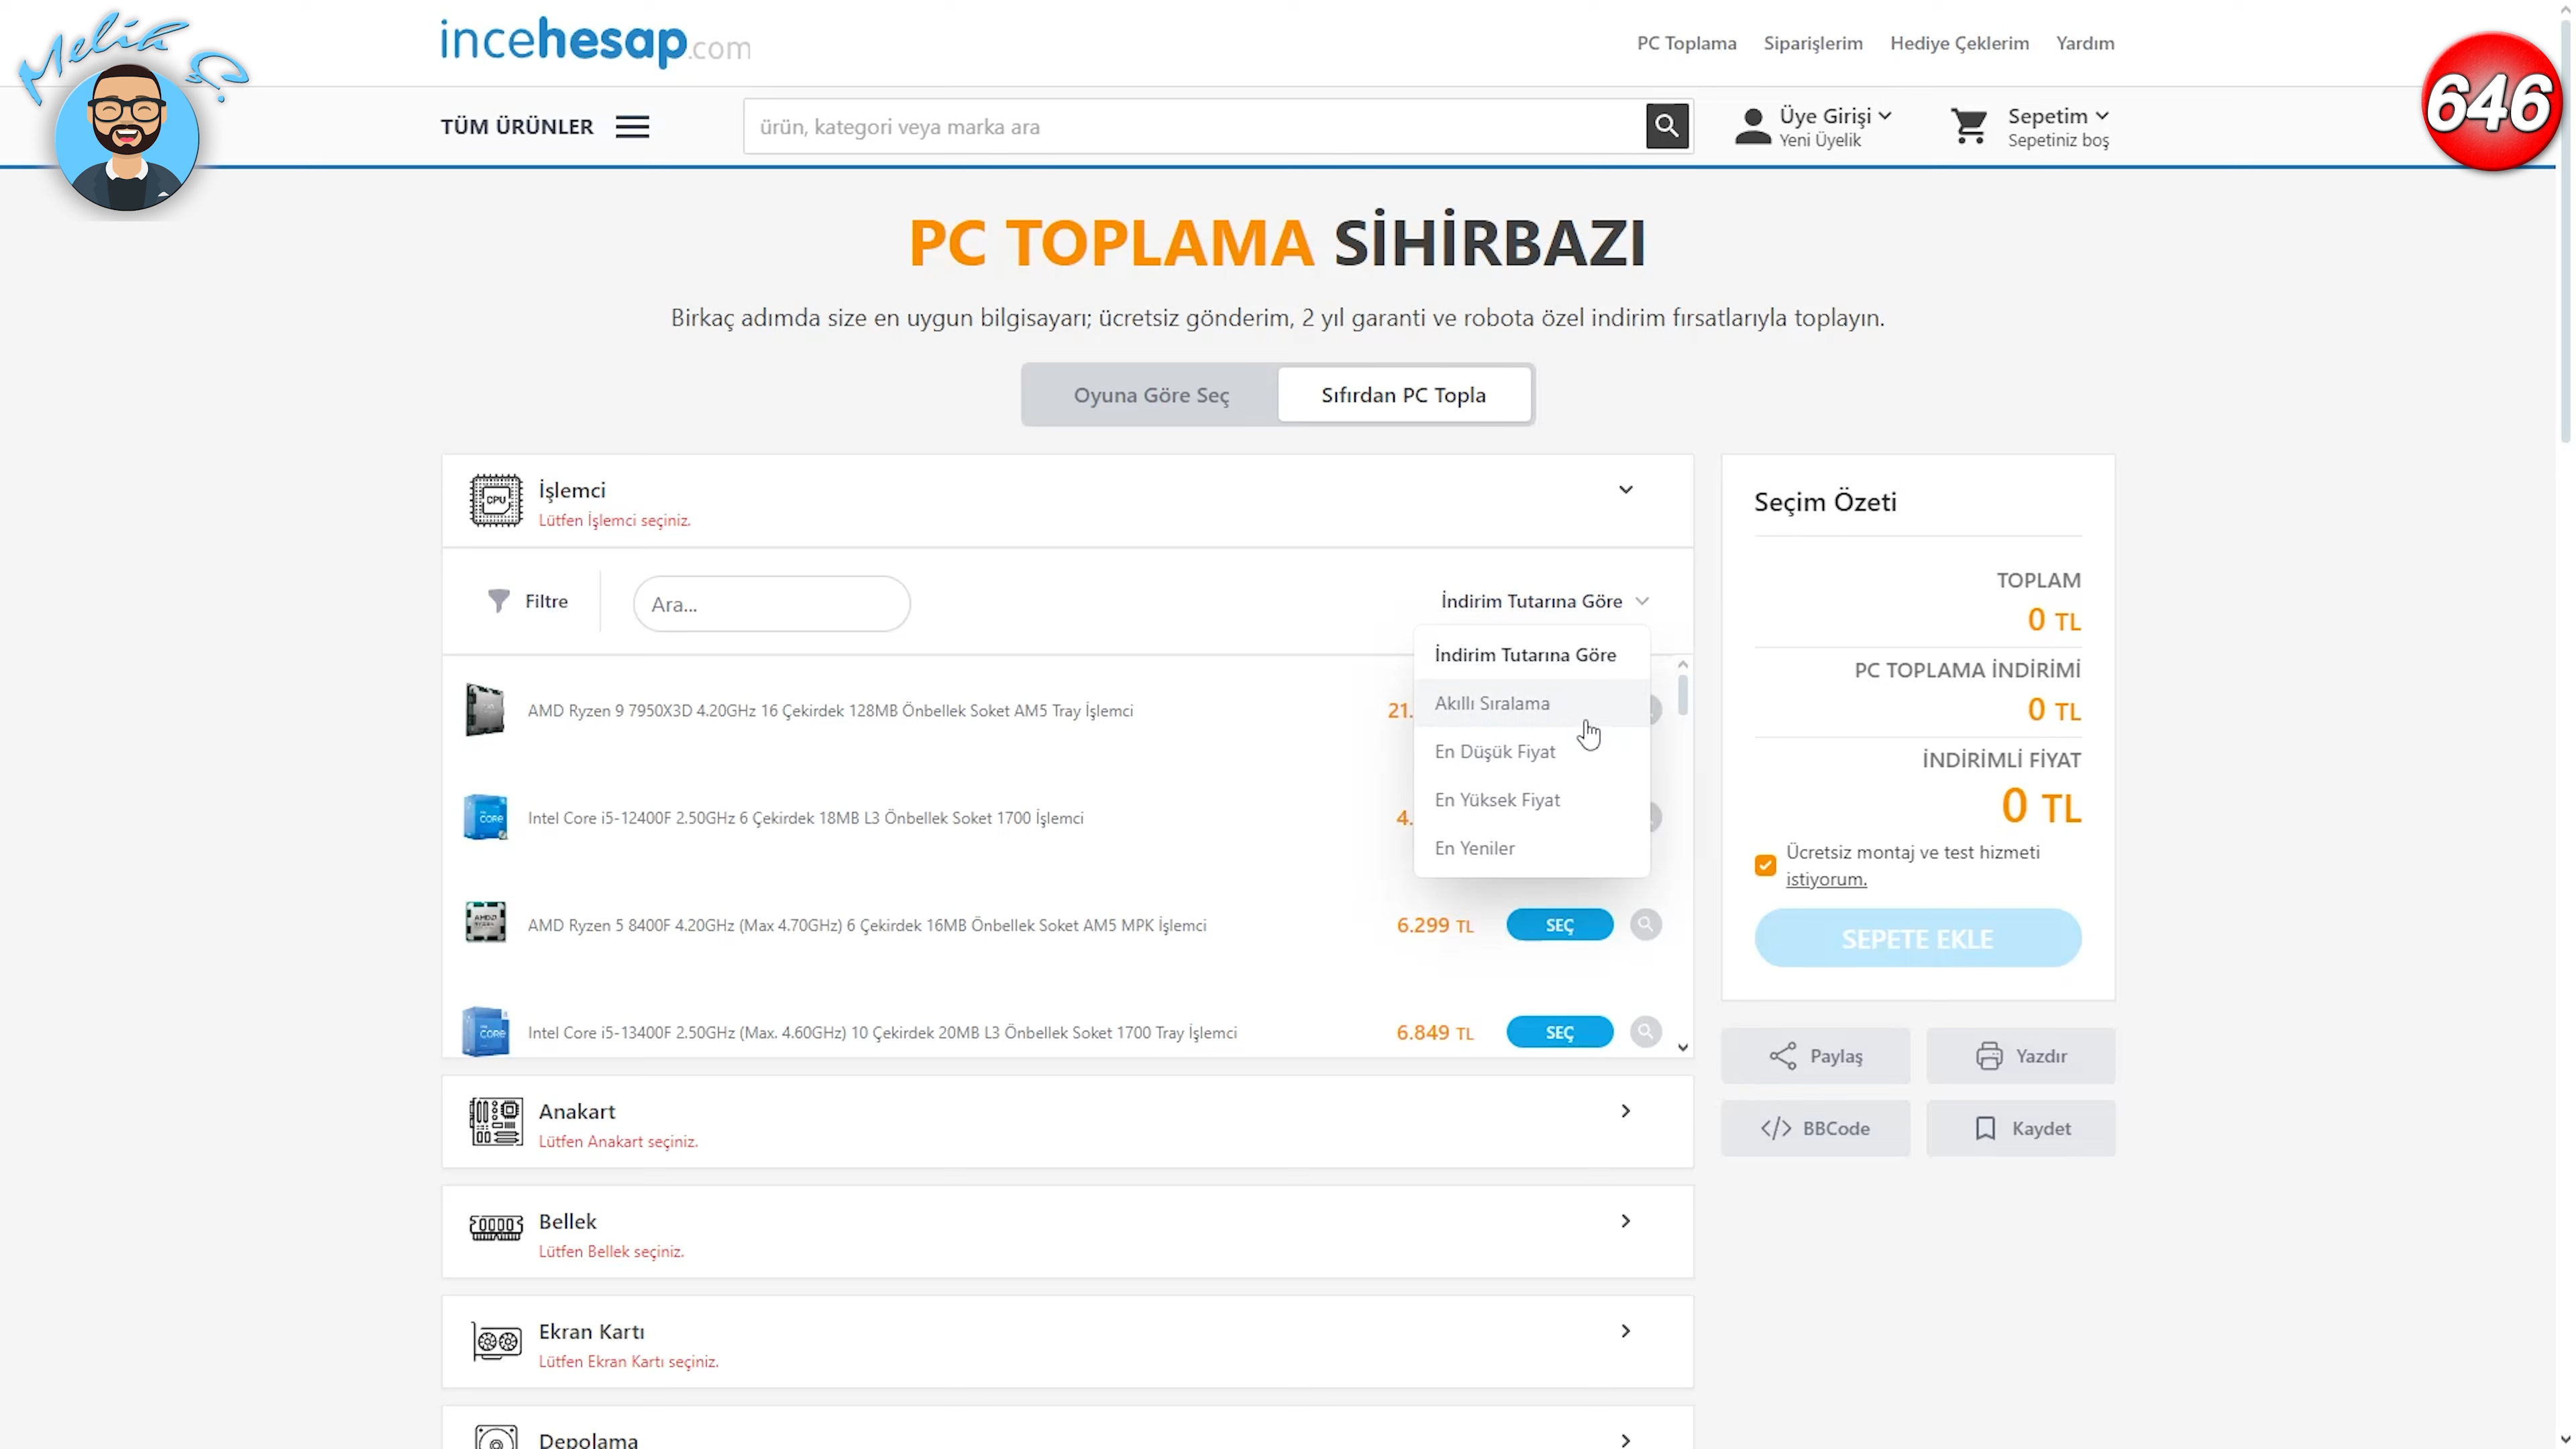 Melih Ç.
incehesap.com
PC Toplama Siparişlerim Hediye Çeklerim Yardım
646
TÜM ÜRÜNLER
ürün, kategori veya marka ara
Üye Girişi
Yeni Üyelik
Sepetim
Sepetiniz boş
PC TOPLAMA SİHİRBAZI
Birkaç adımda size en uygun bilgisayarı; ücretsiz gönderim, 2 yıl garanti ve robota özel indirim fırsatlarıyla toplayın.
Oyuna Göre Seç Sıfırdan PC Topla
CPU
İşlemci
Lütfen İşlemci seçiniz.
Filtre
Ara...
İndirim Tutarına Göre
İndirim Tutarına Göre
Akıllı Sıralama
En Düşük Fiyat
En Yüksek Fiyat
En Yeniler
AMD Ryzen 9 7950X3D 4.20GHz 16 Çekirdek 128MB Önbellek Soket AM5 Tray İşlemci 21.
Intel Core i5-12400F 2.50GHz 6 Çekirdek 18MB L3 Önbellek Soket 1700 İşlemci 4.
AMD Ryzen 5 8400F 4.20GHz (Max 4.70GHz) 6 Çekirdek 16MB Önbellek Soket AM5 MPK İşlemci 6.299 TL SEÇ
Intel Core i5-13400F 2.50GHz (Max. 4.60GHz) 10 Çekirdek 20MB L3 Önbellek Soket 1700 Tray İşlemci 6.849 TL SEÇ
Anakart
Lütfen Anakart seçiniz.
Bellek
Lütfen Bellek seçiniz.
Ekran Kartı
Lütfen Ekran Kartı seçiniz.
Depolama
Seçim Özeti
TOPLAM
0 TL
PC TOPLAMA İNDİRİMİ
0 TL
İNDİRİMLİ FİYAT
0 TL
Ücretsiz montaj ve test hizmeti
istiyorum.
SEPETE EKLE
Paylaş Yazdır
BBCode Kaydet